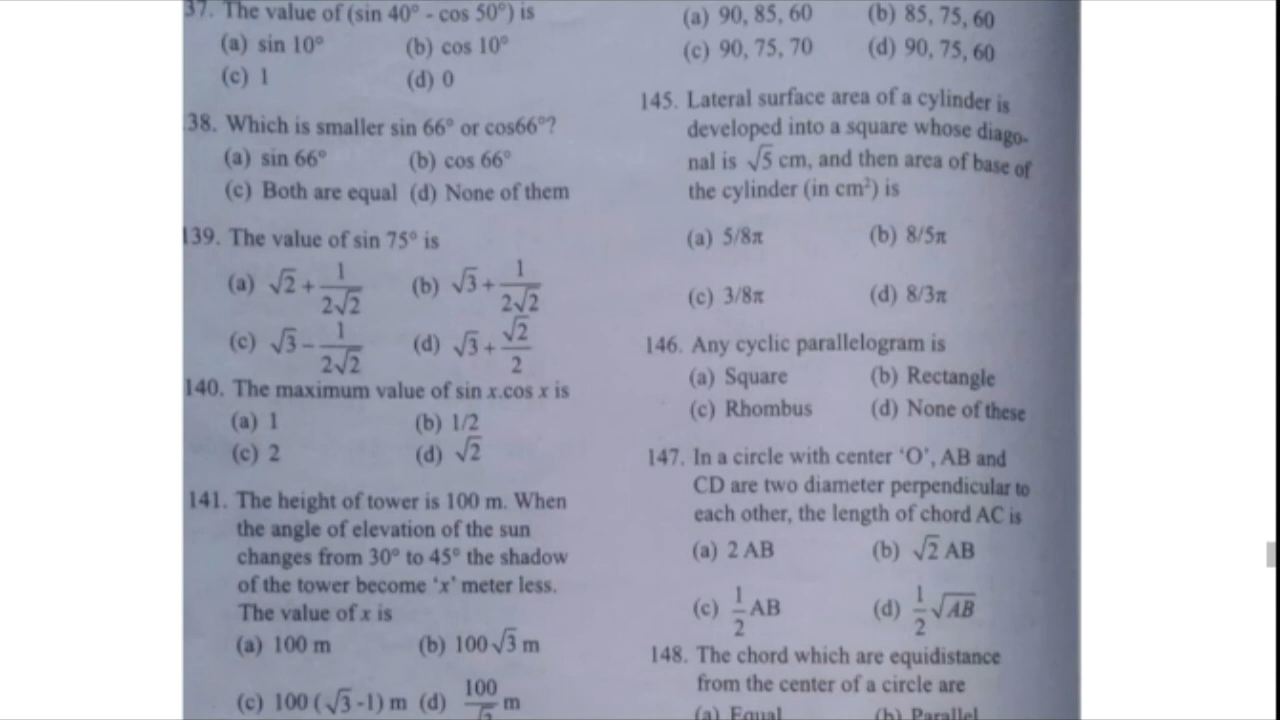 37. The value of (sin 40° - cos 50°) is
(a) sin 10° (b) cos 10°
(c) 1 (d) 0
38. Which is smaller sin 66° or cos66°?
(a) sin 66° (b) cos 66°
(c) Both are equal (d) None of them
139. The value of sin 75° is
(a) √2 + 1/2√2 (b) √3 + 1/2√2
(c) √3 – 1/2√2 (d) √3 + √2/2
140. The maximum value of sin x.cos x is
(a) 1 (b) 1/2
(c) 2 (d) √2
141. The height of tower is 100 m. When
the angle of elevation of the sun
changes from 30° to 45° the shadow
of the tower become 'x' meter less.
The value of x is
(a) 100 m (b) 100√3 m
(c) 100 (√3 -1) m (d) 100/√3 m
(a) 90, 85, 60 (b) 85, 75, 60
(c) 90, 75, 70 (d) 90, 75, 60
145. Lateral surface area of a cylinder is
developed into a square whose diago-
nal is √5 cm, and then area of base of
the cylinder (in cm²) is
(a) 5/8π (b) 8/5π
(c) 3/8π (d) 8/3π
146. Any cyclic parallelogram is
(a) Square (b) Rectangle
(c) Rhombus (d) None of these
147. In a circle with center 'O', AB and
CD are two diameter perpendicular to
each other, the length of chord AC is
(a) 2 AB (b) √2 AB
(c) 1/2 AB (d) 1/2 √AB
148. The chord which are equidistance
from the center of a circle are
(a) Equal (b) Parallel